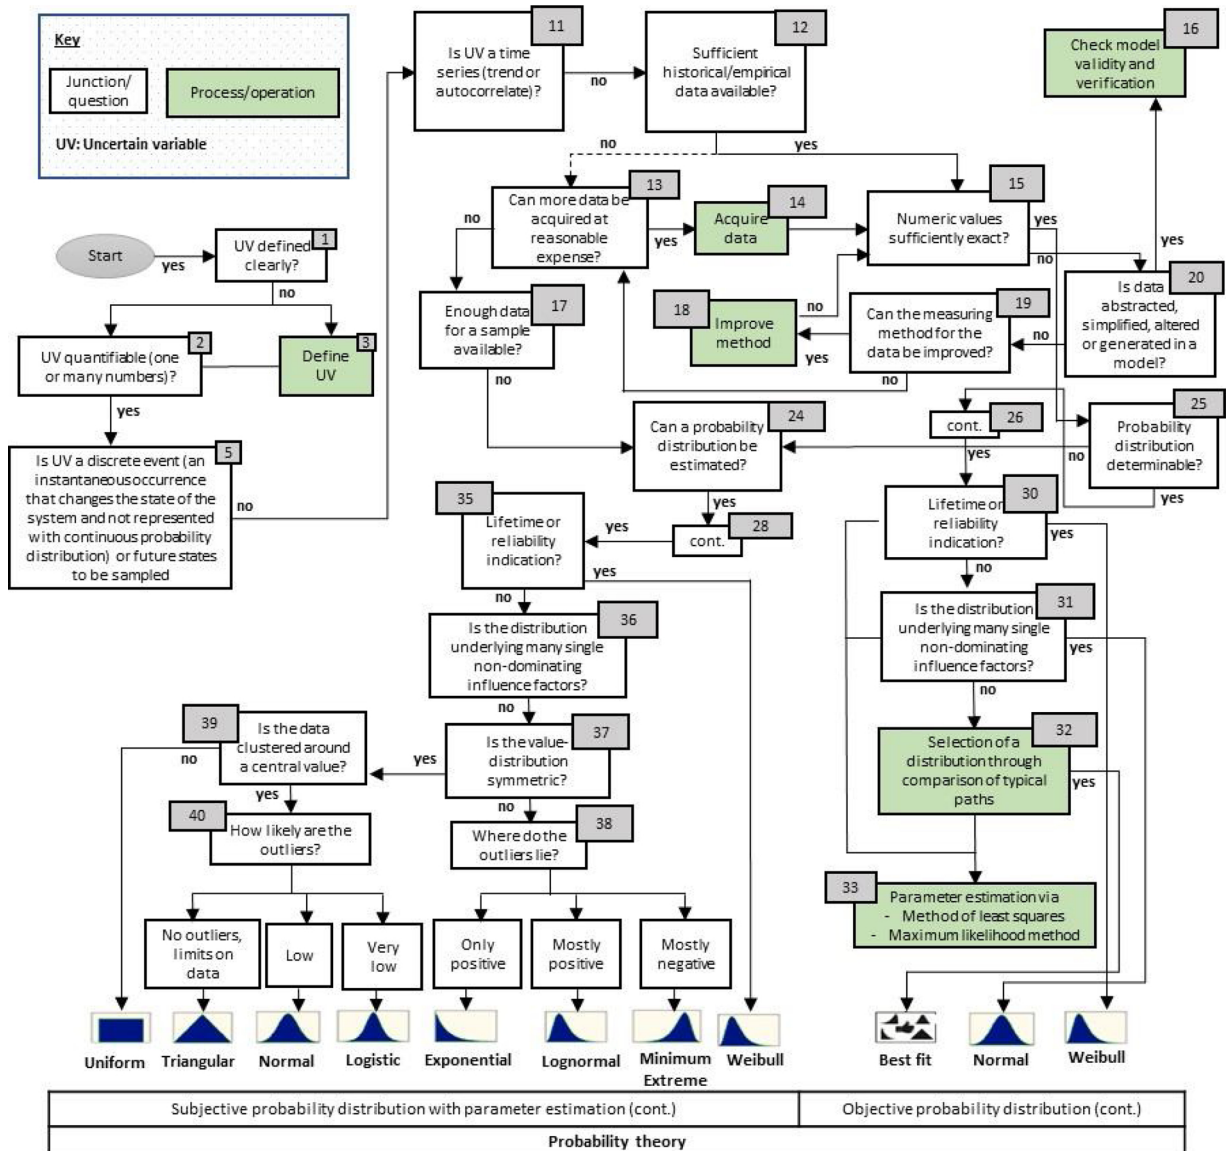 Key
Junction/
question
Process/operation
UV: Uncertain variable
Start
yes
1
UV defined
clearly?
no
2
UV quantifiable (one
or many numbers)?
3
Define
UV
yes
5
Is UV a discrete event (an
instantaneous occurrence
that changes the state of the
system and not represented
with continuous probability
distribution) or future states
to be sampled
no
11
Is UV a time
series (trend or
autocorrelate)?
no
12
Sufficient
historical/empirical
data available?
no
yes
13
Can more data be
acquired at
reasonable
expense?
no
yes
14
Acquire
data
15
Numeric values
sufficiently exact?
yes
no
16
Check model
validity and
verification
yes
17
Enough data
for a sample
available?
no
18
Improve
method
no
yes
19
Can the measuring
method for the
data be improved?
no
no
20
Is data
abstracted,
simplified, altered
or generated in a
model?
24
Can a probability
distribution be
estimated?
yes
25
Probability
distribution
determinable?
no
yes
26
cont.
yes
28
cont.
yes
30
Lifetime or
reliability
indication?
yes
no
31
Is the distribution
underlying many single
non-dominating
influence factors?
yes
no
32
Selection of a
distribution through
comparison of typical
paths
yes
33
Parameter estimation via
- Method of least squares
- Maximum likelihood method
35
Lifetime or
reliability
indication?
yes
no
36
Is the distribution
underlying many single
non-dominating
influence factors?
no
37
Is the value-
distribution
symmetric?
yes
no
38
Where do the
outliers lie?
39
Is the data
clustered around
a central value?
no
yes
40
How likely are the
outliers?
No outliers,
limits on
data
Low
Very
low
Only
positive
Mostly
positive
Mostly
negative
Uniform
Triangular
Normal
Logistic
Exponential
Lognormal
Minimum
Extreme
Weibull
Best fit
Normal
Weibull
Subjective probability distribution with parameter estimation (cont.)
Objective probability distribution (cont.)
Probability theory